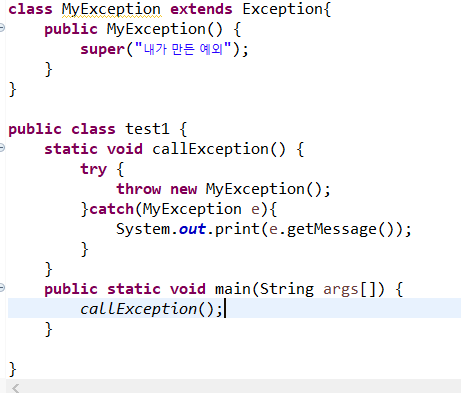 class MyException extends Exception{
    public MyException() {
        super("내가 만든 예외");
    }
}

public class test1 {
    static void callException() {
        try {
            throw new MyException();
        }catch(MyException e){
            System.out.print(e.getMessage());
        }
    }
    public static void main(String args[]) {
        callException();
    }

}